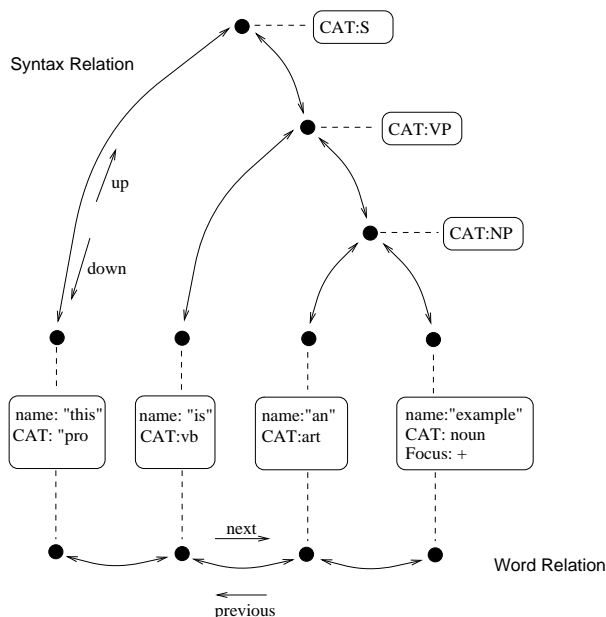 CAT:S
Syntax Relation
CAT:VP
up
CAT:NP
down
name: "this"
CAT: "pro
name: "is"
CAT:vb
name:"an"
CAT:art
name:"example"
CAT: noun
Focus: +
next
Word Relation
previous